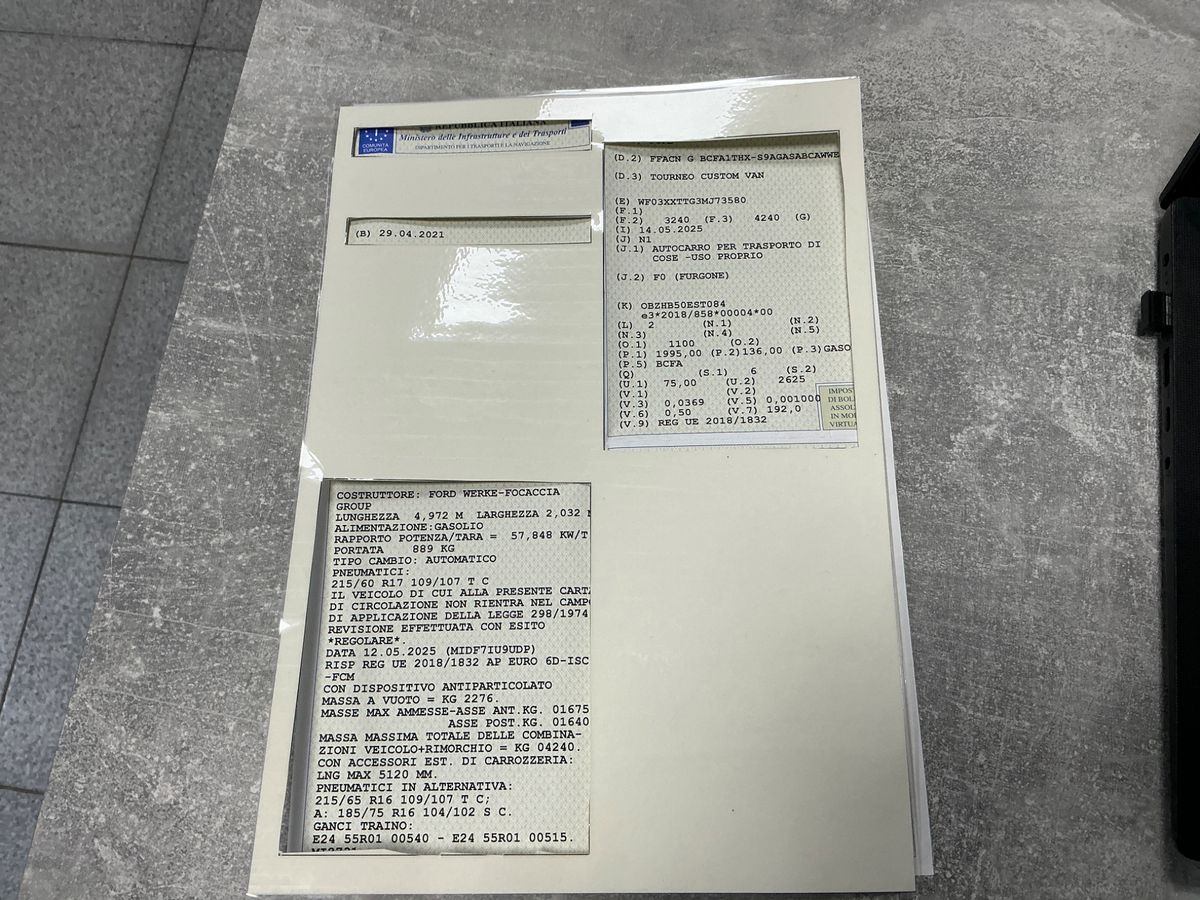 REPUBBLICA ITALIANA
COMUNITA
EUROPEA
Ministero delle Infrastrutture e dei Trasporti
DIPARTIMENTO PER I TRASPORTI E LA NAVIGAZIONE
(B) 29.04.2021
COSTRUTTORE: FORD WERKE-FOCACCIA
GROUP
LUNGHEZZA 4,972 M LARGHEZZA 2,032
ALIMENTAZIONE:GASOLIO
RAPPORTO POTENZA/TARA = 57,848 KW/T
PORTATA 889 KG
TIPO CAMBIO: AUTOMATICO
PNEUMATICI:
215/60 R17 109/107 T C
IL VEICOLO DI CUI ALLA PRESENTE CARTA
DI CIRCOLAZIONE NON RIENTRA NEL CAMPO
DI APPLICAZIONE DELLA LEGGE 298/1974
REVISIONE EFFETTUATA CON ESITO
*REGOLARE*.
DATA 12.05.2025 (MIDF7IU9UDP)
RISP REG UE 2018/1832 AP EURO 6D-ISC
-FCM
CON DISPOSITIVO ANTIPARTICOLATO
MASSA A VUOTO = KG 2276.
MASSE MAX AMMESSE-ASSE ANT.KG. 01675
ASSE POST.KG. 01640
MASSA MASSIMA TOTALE DELLE COMBINA-
ZIONI VEICOLO+RIMORCHIO = KG 04240.
CON ACCESSORI EST. DI CARROZZERIA:
LNG MAX 5120 MM.
PNEUMATICI IN ALTERNATIVA:
215/65 R16 109/107 T C;
A: 185/75 R16 104/102 S C.
GANCI TRAINO:
E24 55R01 00540 - E24 55R01 00515.
(D.2) FFACN G BCFA1THX-S9AGASABCAWWE
(D.3) TOURNEO CUSTOM VAN
(E) WF03XXTTG3MJ73580
(F.1)
(F.2) 3240 (F.3) 4240 (G)
(I) 14.05.2025
(J) N1
(J.1) AUTOCARRO PER TRASPORTO DI
COSE -USO PROPRIO
(J.2) F0 (FURGONE)
(K) OBZHB50EST084
e3*2018/858*00004*00
(L) 2 (N.1) (N.2)
(N.3) (N.4) (N.5)
(O.1) 1100 (O.2)
(P.1) 1995,00 (P.2)136,00 (P.3)GASO
(P.5) BCFA
(Q) (S.1) 6 (S.2)
(U.1) 75,00 (U.2) 2625
(V.1) (V.2)
(V.3) 0,0369 (V.5) 0,001000
(V.6) 0,50 (V.7) 192,0
(V.9) REG UE 2018/1832
IMPOS
DI BOL
ASSOL
IN MO
VIRTUA